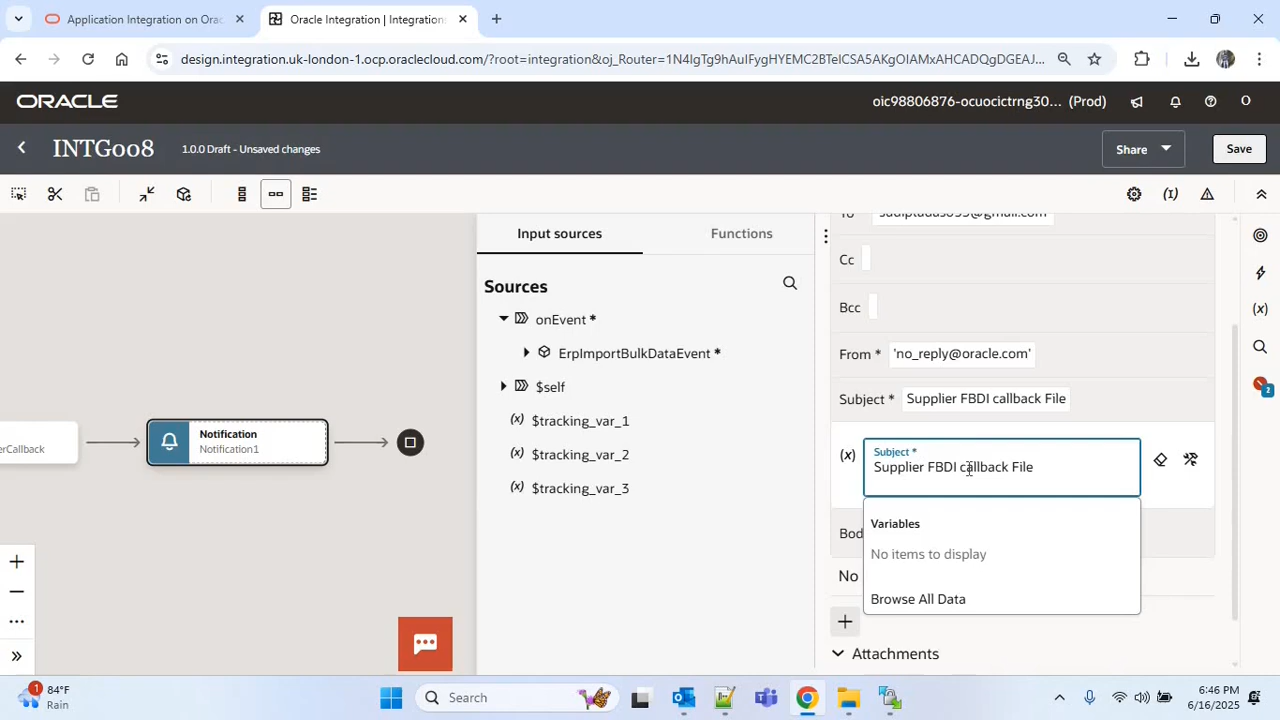 Application Integration on Orac
Oracle Integration | Integration
design.integration.uk-london-1.ocp.oraclecloud.com/?root=integration&oj_Router=1N4IgTg9hAuIFygHYEMC2BTElCSA5AKgOIAMxAHCADQgDGEAJ...
ORACLE
oic98806876-ocuocictrng30... (Prod)
O
INTG008
1.0.0 Draft - Unsaved changes
Share
Save
Input sources
Functions
Sources
onEvent *
ErpImportBulkDataEvent *
$self
$tracking_var_1
$tracking_var_2
$tracking_var_3
erCallback
Notification
Notification1
To
Cc
Bcc
From *
'no_reply@oracle.com'
Subject *
Supplier FBDI callback File
(x)
Subject *
Supplier FBDI callback File
Variables
No items to display
Browse All Data
Bod
No
Attachments
2
1
84°F
Rain
Search
6:46 PM
6/16/2025